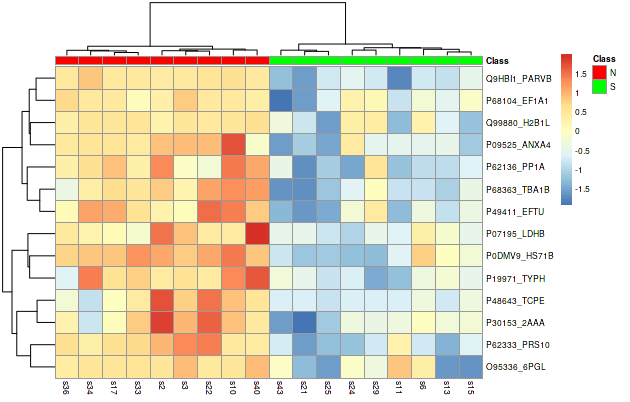 Class
Q9HBI1_PARVB
P68104_EF1A1
Q99880_H2B1L
P09525_ANXA4
P62136_PP1A
P68363_TBA1B
P49411_EFTU
P07195_LDHB
P0DMV9_HS71B
P19971_TYPH
P48643_TCPE
P30153_2AAA
P62333_PRS10
O95336_6PGL
s36 s34 s17 s33 s2 s3 s22 s10 s40 s43 s21 s25 s24 s29 s11 s6 s13 s15
1.5
1
0.5
0
-0.5
-1
-1.5
Class
N
S